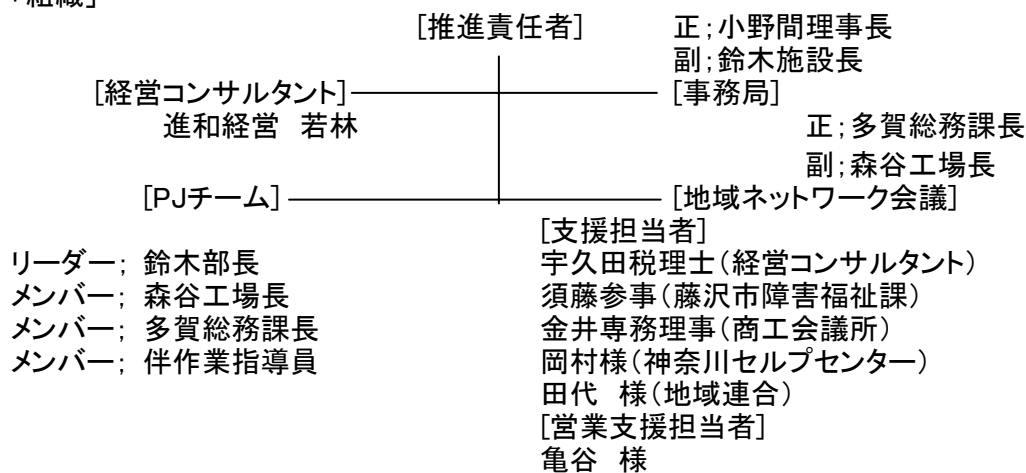 [推進責任者] 正;小野間理事長
副;鈴木施設長
[経営コンサルタント] [事務局]
進和経営 若林 正;多賀総務課長
副;森谷工場長
[PJチーム] [地域ネットワーク会議]
[支援担当者]
リーダー; 鈴木部長 宇久田税理士(経営コンサルタント)
メンバー; 森谷工場長 須藤参事(藤沢市障害福祉課)
メンバー; 多賀総務課長 金井専務理事(商工会議所)
メンバー; 伴作業指導員 岡村様(神奈川セルプセンター)
田代 様(地域連合)
[営業支援担当者]
亀谷 様